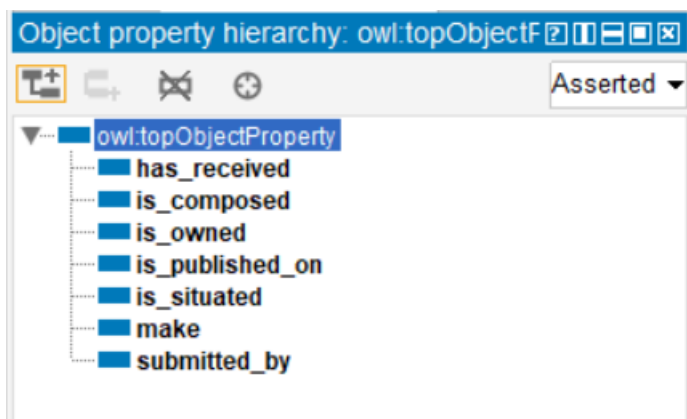 Object property hierarchy: owl:topObjectF
Asserted
owl:topObjectProperty
has_received
is_composed
is_owned
is_published_on
is_situated
make
submitted_by